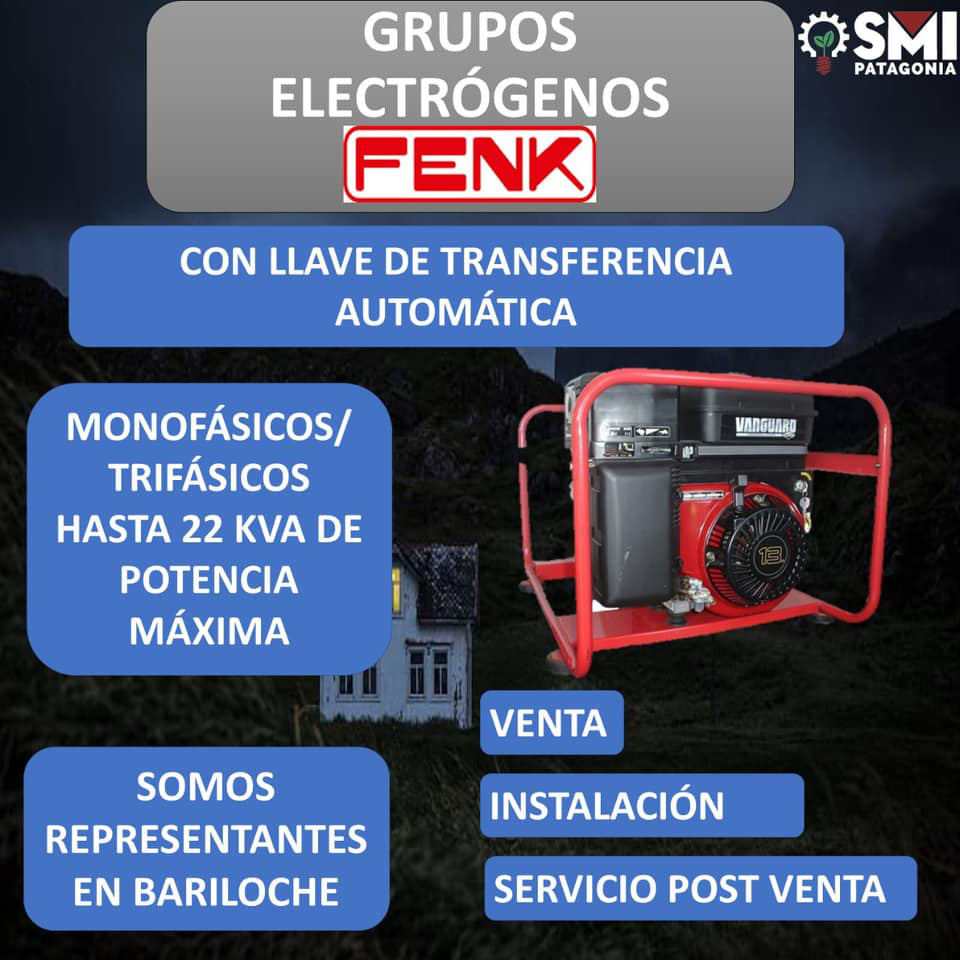 GRUPOS
ELECTRÓGENOS
FENK
SMI
PATAGONIA
CON LLAVE DE TRANSFERENCIA
AUTOMÁTICA
MONOFÁSICOS/
TRIFÁSICOS
HASTA 22 KVA DE
POTENCIA
MÁXIMA
VANGUARD
13
VENTA
SOMOS
REPRESENTANTES
EN BARILOCHE
INSTALACIÓN
SERVICIO POST VENTA